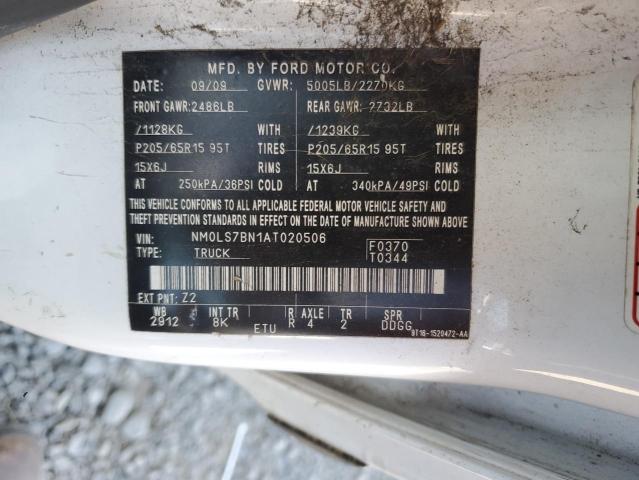 MFD. BY FORD MOTOR CO.
DATE: 09/09 GVWR: 5005LB/2270KG
FRONT GAWR: 2486LB REAR GAWR: 2732LB
/1128KG WITH /1239KG WITH
P205/65R15 95T TIRES P205/65R15 95T TIRES
15X6J RIMS 15X6J RIMS
AT 250kPA/36PSI COLD AT 340kPA/49PSI COLD
THIS VEHICLE CONFORMS TO ALL APPLICABLE FEDERAL MOTOR VEHICLE SAFETY AND
THEFT PREVENTION STANDARDS IN EFFECT ON THE DATE OF MANUFACTURE SHOWN ABOVE.
VIN: NM0LS7BN1AT020506 F0370
TYPE: TRUCK T0344
EXT PNT: Z2
WB INT TR R AXLE TR SPR
2912 8K R 4 2 DDGG
ETU 9T16-1520472-AA